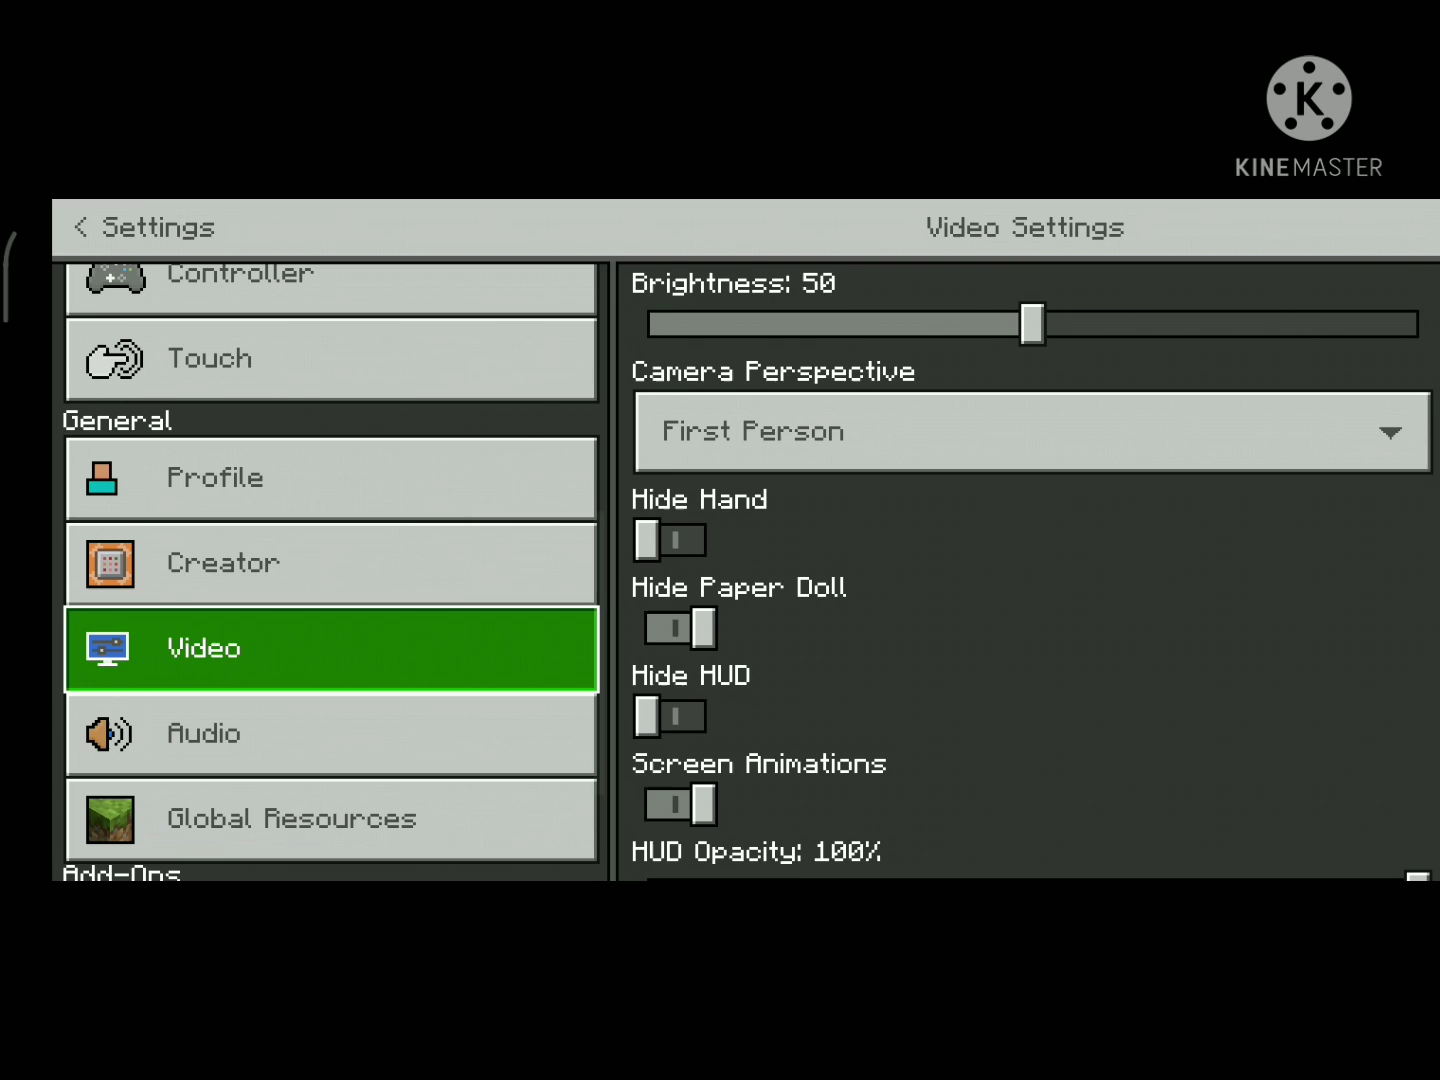 K
KINEMASTER
< Settings
Video Settings
Controller
Touch
General
Profile
Creator
Video
Audio
Global Resources
Add-Ons
Brightness: 50
Camera Perspective
First Person
Hide Hand
Hide Paper Doll
Hide HUD
Screen Animations
HUD Opacity: 100%